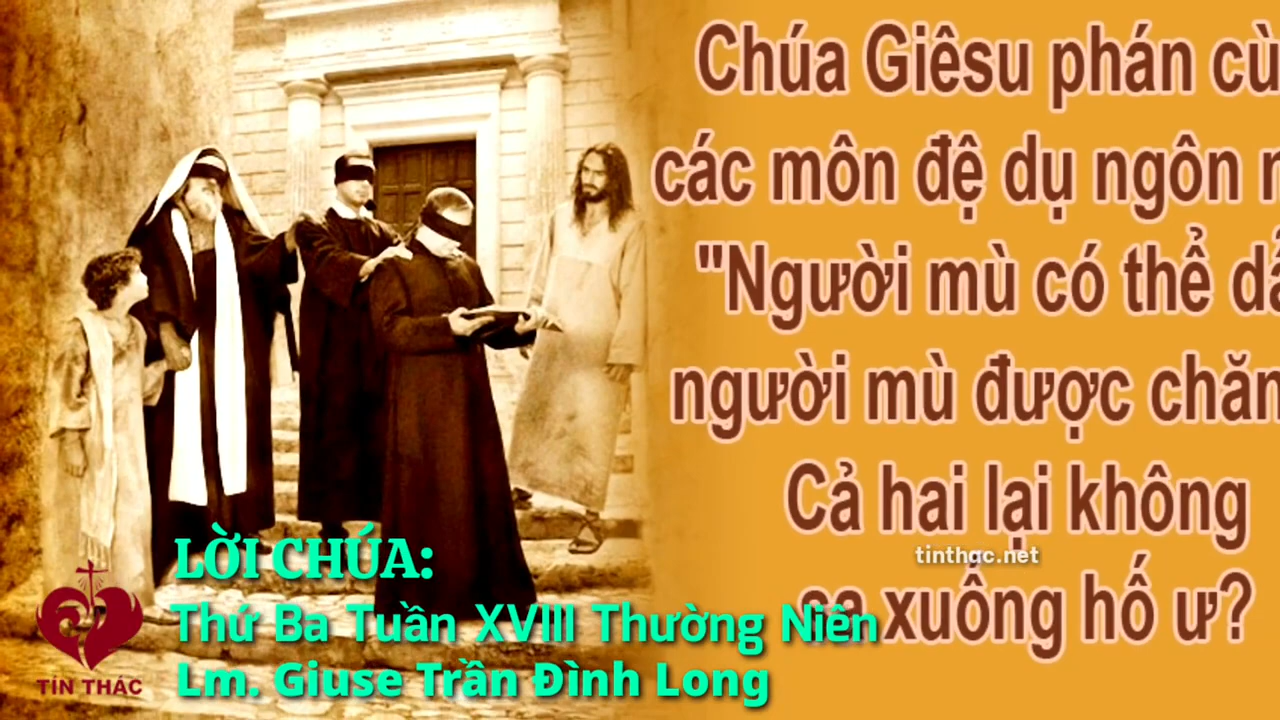 Chúa Giêsu phán cù
các môn đệ dụ ngôn n
"Người mù có thể dẫ
người mù được chăn
Cả hai lại không
tinthac.net
sa xuống hố ư?
LỜI CHÚA:
Thứ Ba Tuần XVIII Thường Niên
Lm. Giuse Trần Đình Long
TÍN THÁC